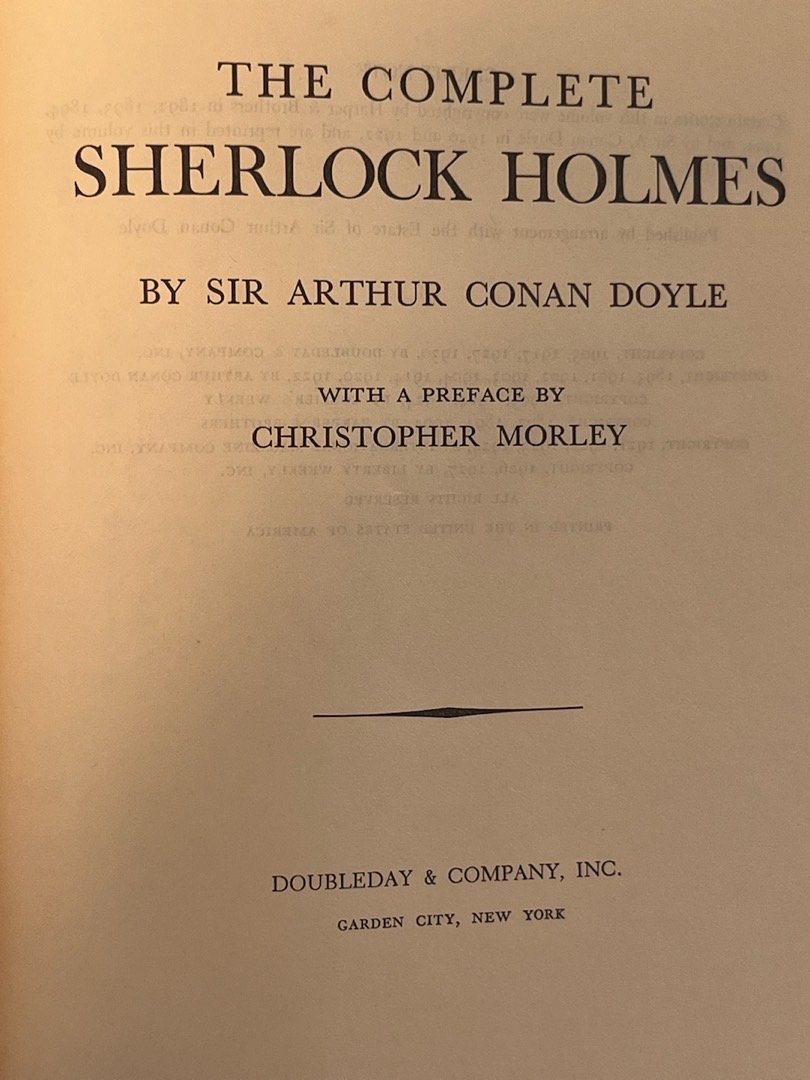 THE COMPLETE
SHERLOCK HOLMES
BY SIR ARTHUR CONAN DOYLE
WITH A PREFACE BY
CHRISTOPHER MORLEY
DOUBLEDAY & COMPANY, INC.
GARDEN CITY, NEW YORK